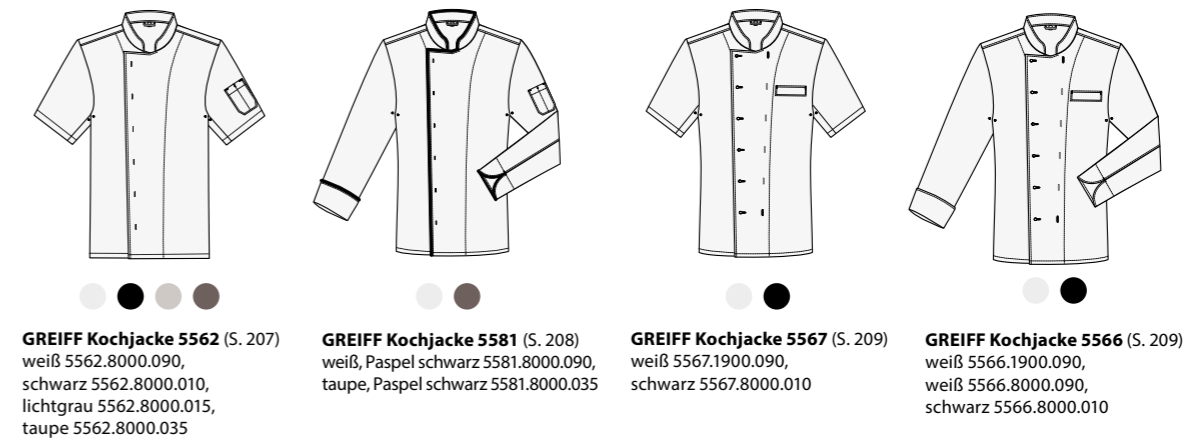 GREIFF Kochjacke 5562 (S. 207)
weiß 5562.8000.090,
schwarz 5562.8000.010,
lichtgrau 5562.8000.015,
taupe 5562.8000.035
GREIFF Kochjacke 5581 (S. 208)
weiß, Paspel schwarz 5581.8000.090,
taupe, Paspel schwarz 5581.8000.035
GREIFF Kochjacke 5567 (S. 209)
weiß 5567.1900.090,
schwarz 5567.8000.010
GREIFF Kochjacke 5566 (S. 209)
weiß 5566.1900.090,
weiß 5566.8000.090,
schwarz 5566.8000.010